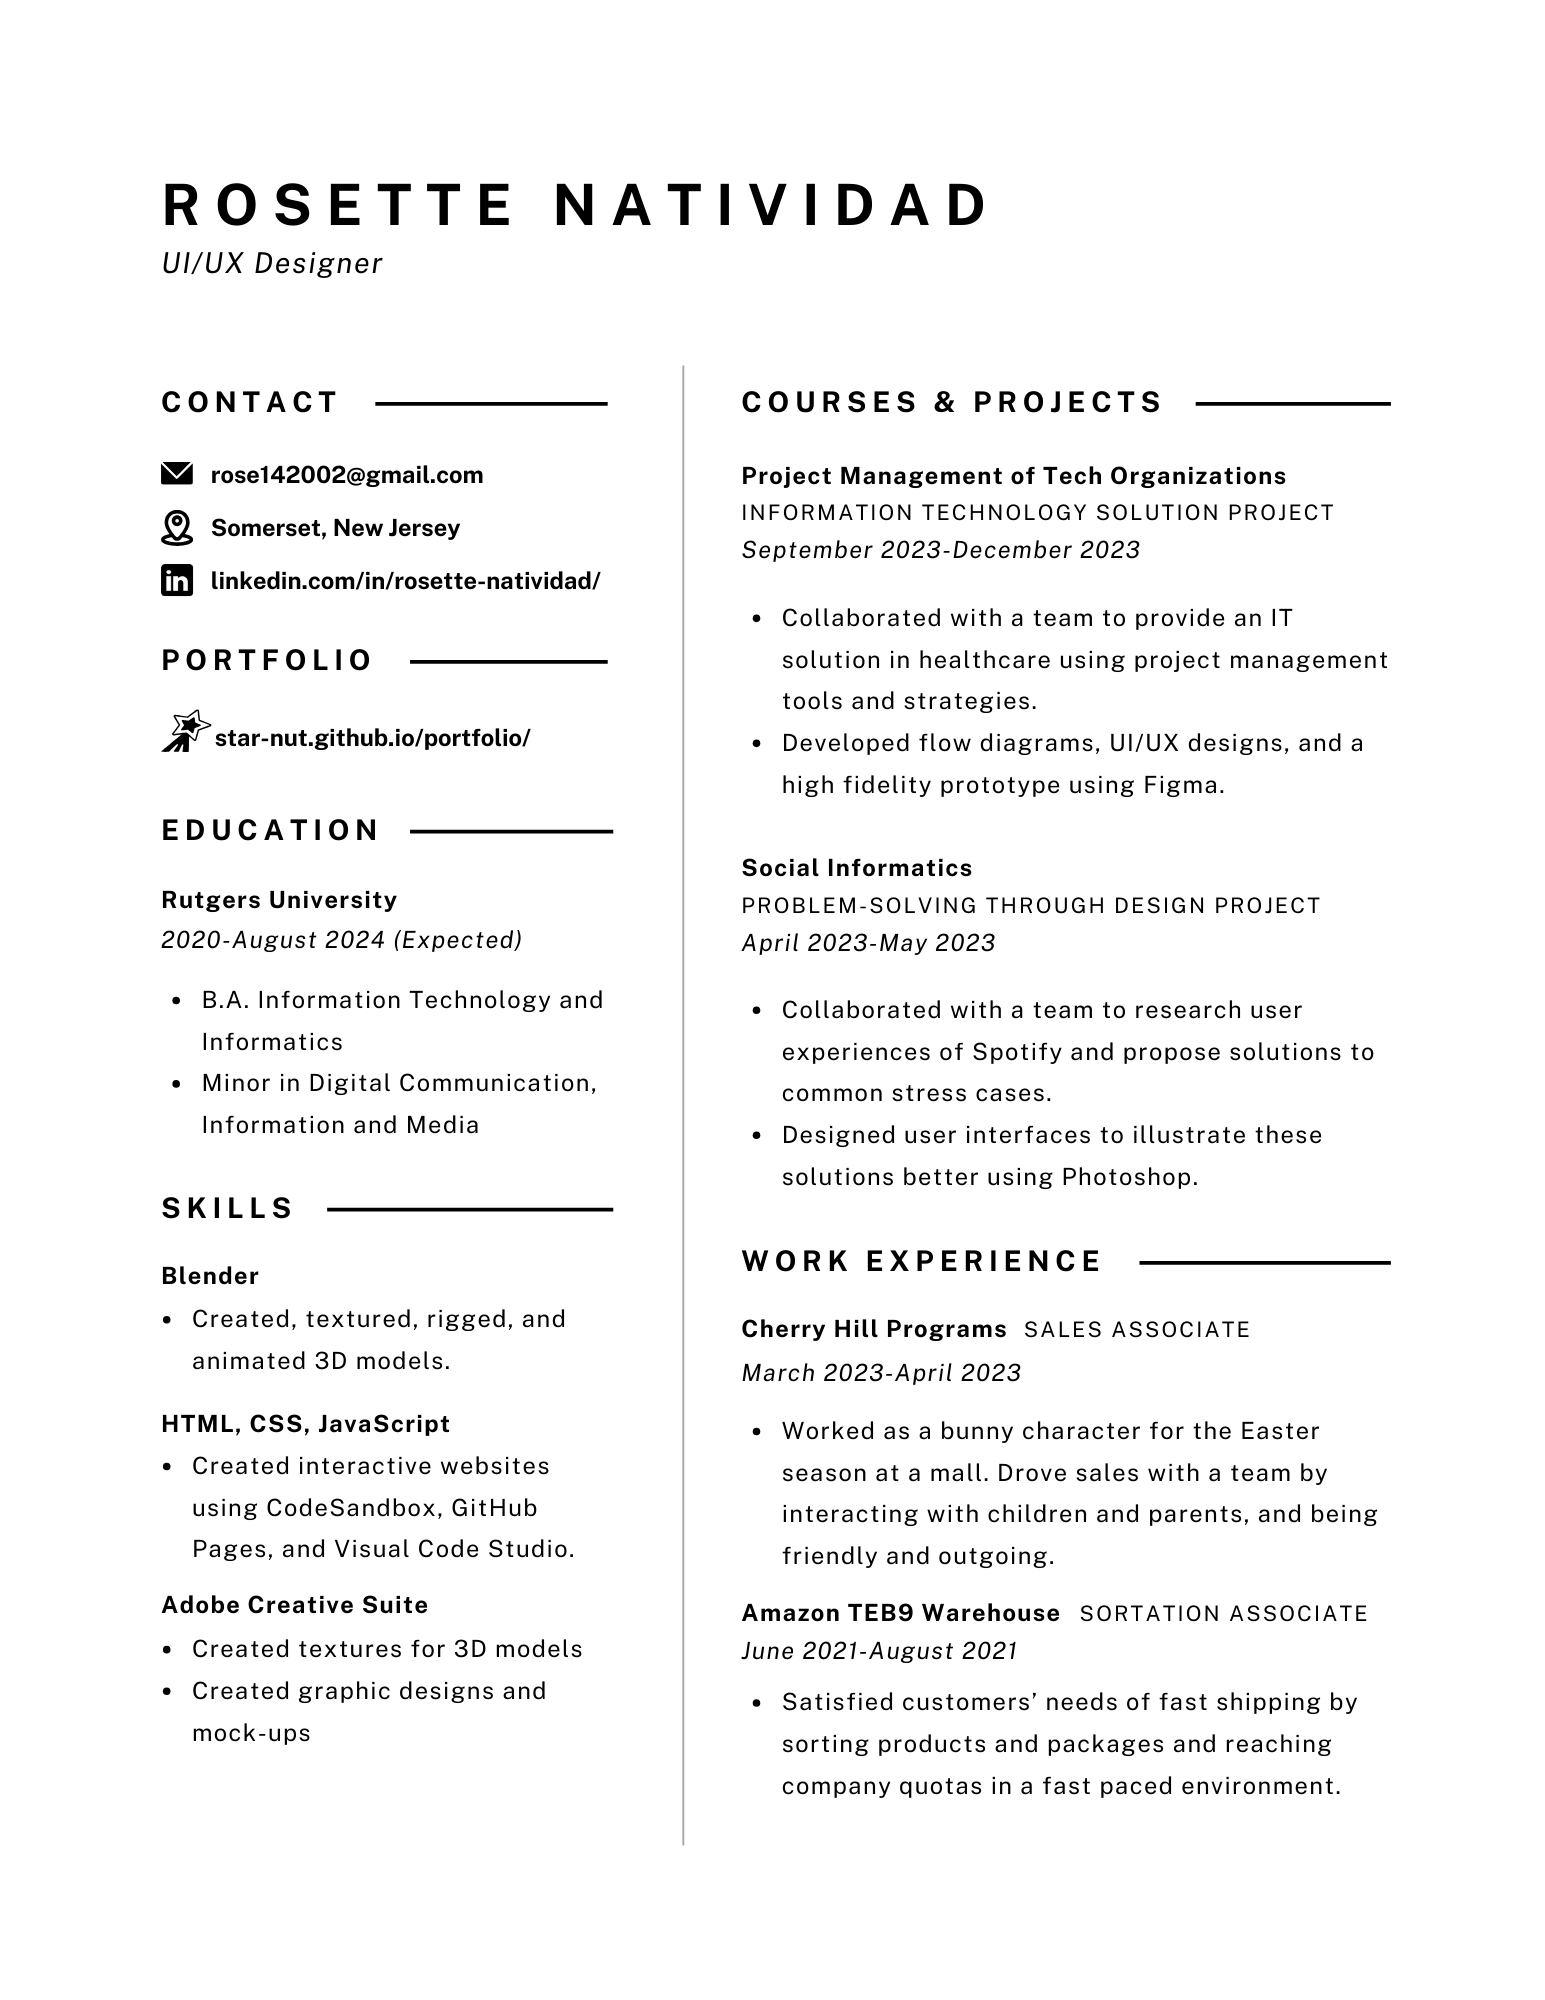 ROSETTE NATIVIDAD
UI/UX Designer
CONTACT
rose142002@gmail.com
Somerset, New Jersey
linkedin.com/in/rosette-natividad/
PORTFOLIO
star-nut.github.io/portfolio/
EDUCATION
Rutgers University
2020-August 2024 (Expected)
• B.A. Information Technology and
Informatics
• Minor in Digital Communication,
Information and Media
SKILLS
Blender
• Created, textured, rigged, and
animated 3D models.
HTML, CSS, JavaScript
• Created interactive websites
using CodeSandbox, GitHub
Pages, and Visual Code Studio.
Adobe Creative Suite
• Created textures for 3D models
• Created graphic designs and
mock-ups
COURSES & PROJECTS
Project Management of Tech Organizations
INFORMATION TECHNOLOGY SOLUTION PROJECT
September 2023-December 2023
• Collaborated with a team to provide an IT
solution in healthcare using project management
tools and strategies.
• Developed flow diagrams, UI/UX designs, and a
high fidelity prototype using Figma.
Social Informatics
PROBLEM-SOLVING THROUGH DESIGN PROJECT
April 2023-May 2023
• Collaborated with a team to research user
experiences of Spotify and propose solutions to
common stress cases.
• Designed user interfaces to illustrate these
solutions better using Photoshop.
WORK EXPERIENCE
Cherry Hill Programs SALES ASSOCIATE
March 2023-April 2023
• Worked as a bunny character for the Easter
season at a mall. Drove sales with a team by
interacting with children and parents, and being
friendly and outgoing.
Amazon TEB9 Warehouse SORTATION ASSOCIATE
June 2021-August 2021
• Satisfied customers’ needs of fast shipping by
sorting products and packages and reaching
company quotas in a fast paced environment.